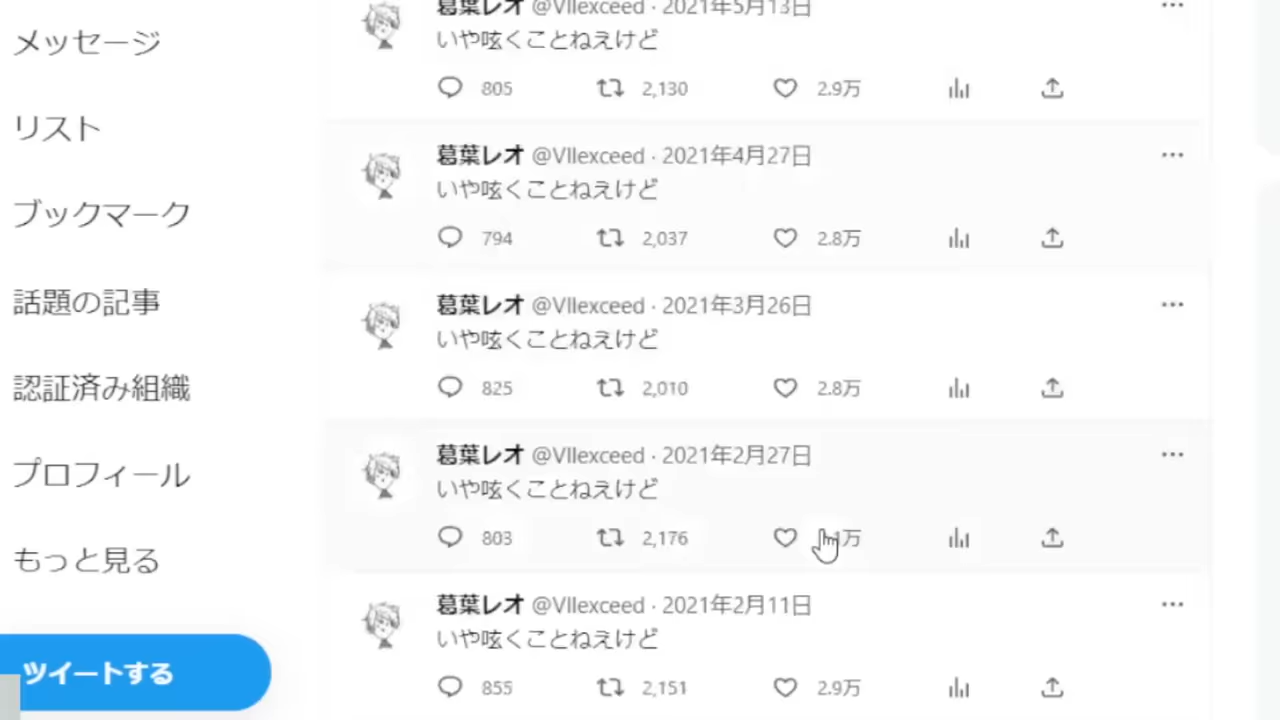 メッセージ
リスト
ブックマーク
話題の記事
認証済み組織
プロフィール
もっと見る
ツイートする
葛葉レオ @VIIexceed · 2021年5月13日
いや呟くことねえけど
805 2,130 2.9万
葛葉レオ @VIIexceed · 2021年4月27日
いや呟くことねえけど
794 2,037 2.8万
葛葉レオ @VIIexceed · 2021年3月26日
いや呟くことねえけど
825 2,010 2.8万
葛葉レオ @VIIexceed · 2021年2月27日
いや呟くことねえけど
803 2,176 万
葛葉レオ @VIIexceed · 2021年2月11日
いや呟くことねえけど
855 2,151 2.9万